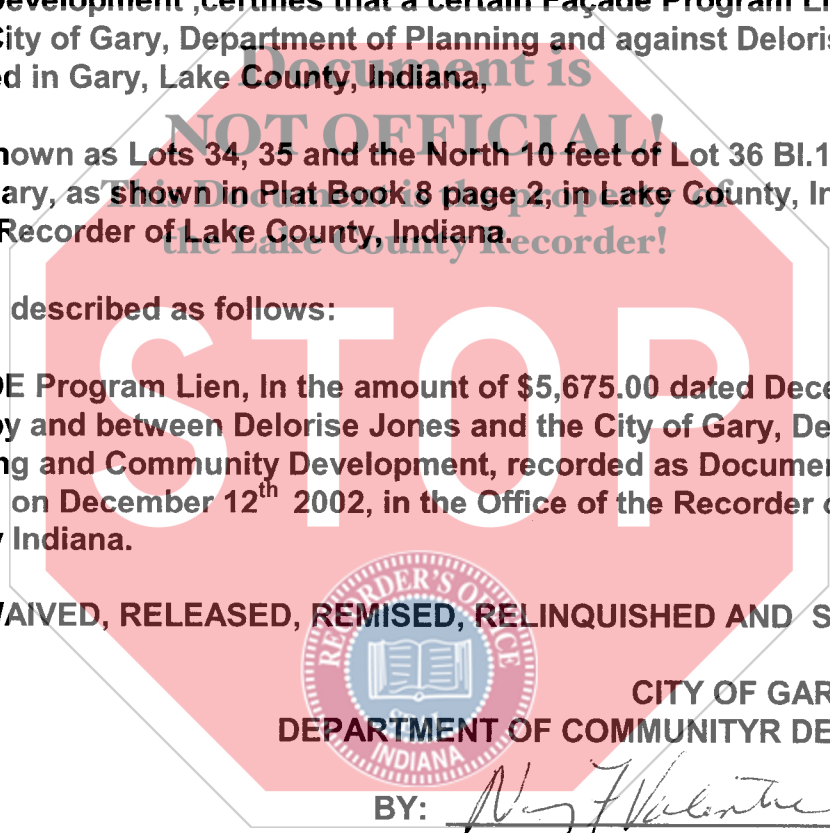 Development ,certifies that a certain Façade Program Li
City of Gary, Department of Planning and against Deloris
ed in Gary, Lake County, Indiana,
Document is
NOT OFFICIAL!
This Document is the property of
the Lake County Recorder!
nown as Lots 34, 35 and the North 10 feet of Lot 36 Bl.1
ary, as shown in Plat Book 8 page 2, in Lake County, In
Recorder of Lake County, Indiana.
described as follows:
STOP
DE Program Lien, In the amount of $5,675.00 dated Dece
by and between Delorise Jones and the City of Gary, De
ng and Community Development, recorded as Documen
on December 12th 2002, in the Office of the Recorder o
y Indiana.
WAIVED, RELEASED, REMISED, RELINQUISHED AND S
RECORDER'S OFFICE
SEAL
INDIANA
CITY OF GAR
DEPARTMENT OF COMMUNITYR DE
BY: